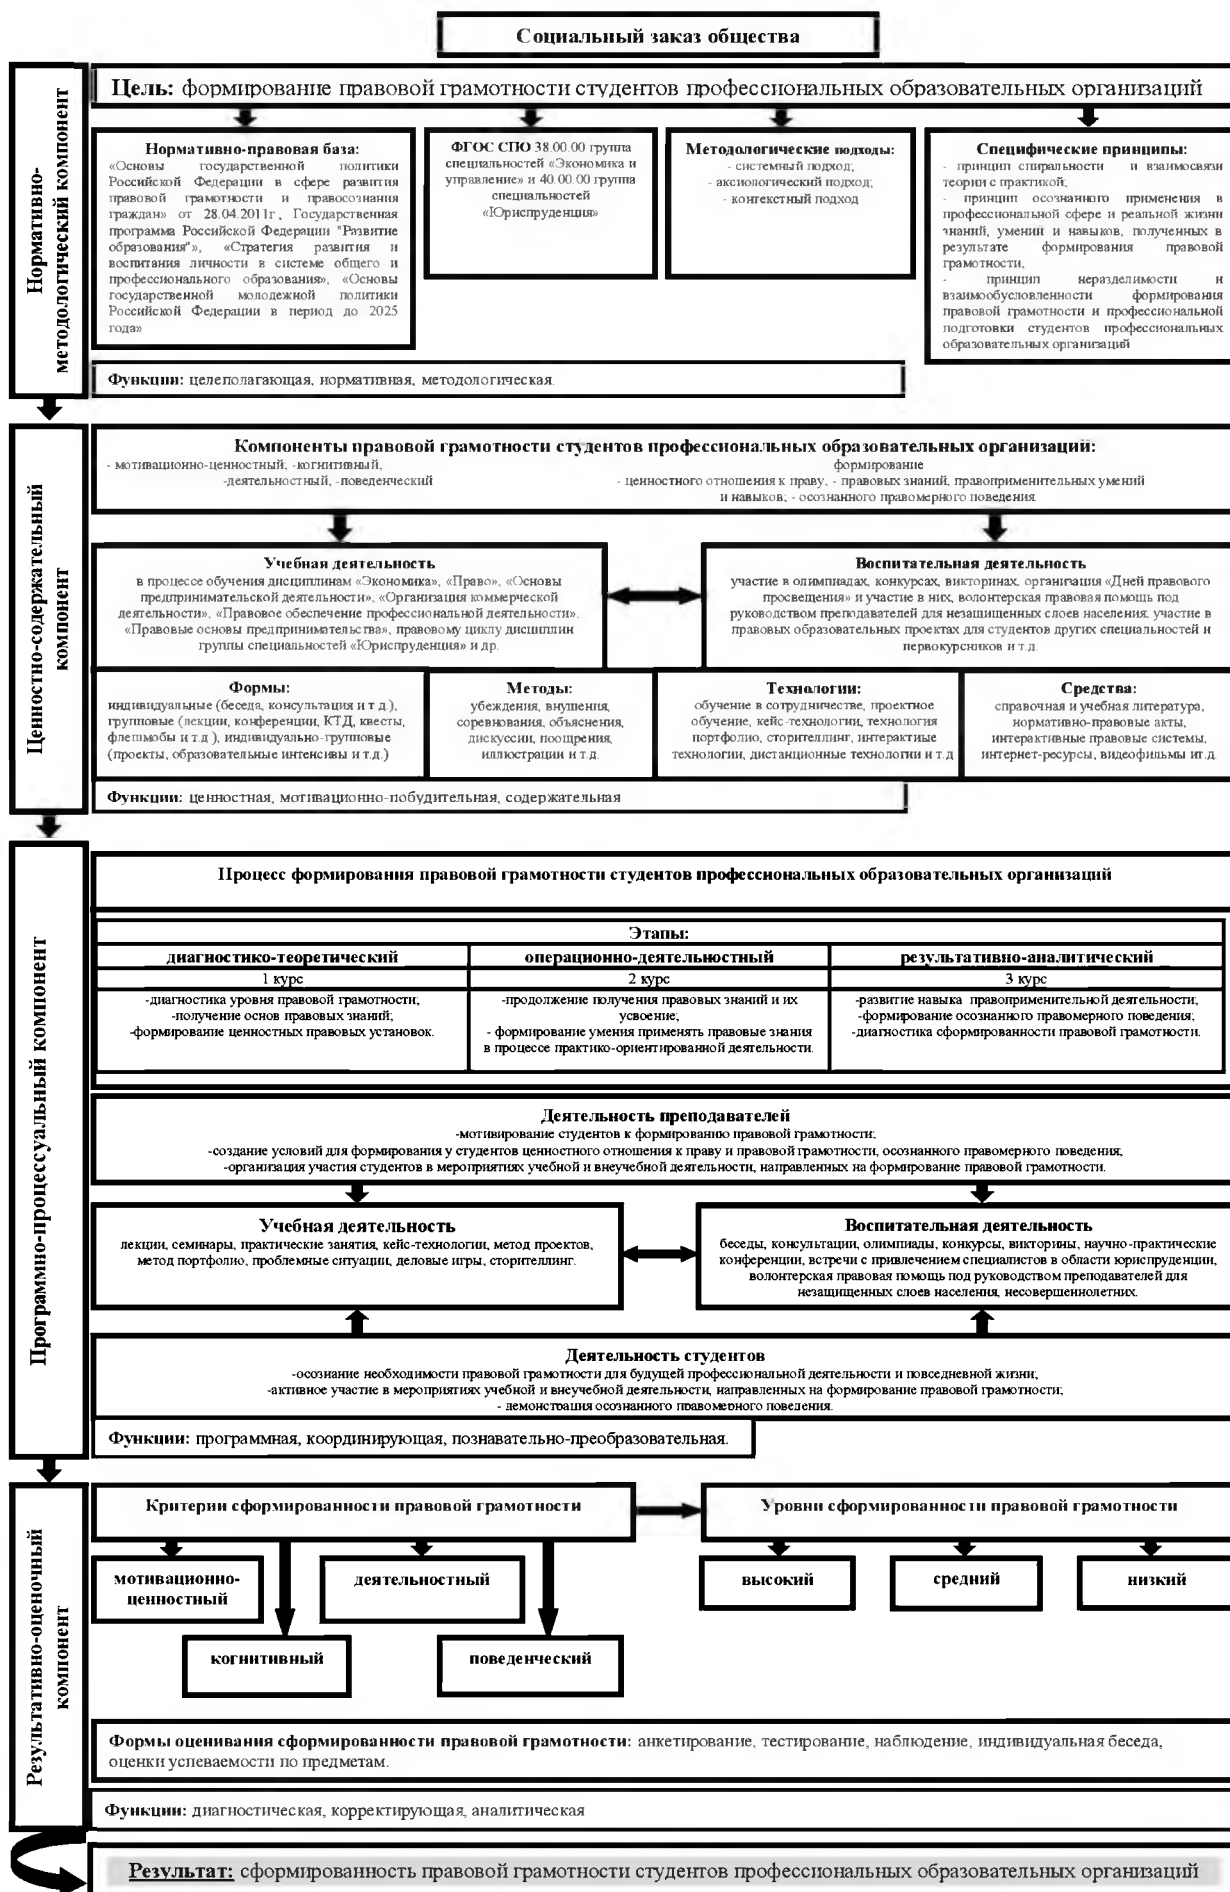 Социальный заказ общества
Нормативно-
методологический компонент
Цель: формирование правовой грамотности студентов профессиональных образовательных организаций
Нормативно-правовая база:
«Основы государственной политики
Российской Федерации в сфере развития
правовой грамотности и правосознания
граждан» от 28.04.2011г, Государственная
программа Российской Федерации "Развитие
образования"», «Стратегия развития и
воспитания личности в системе общего и
профессионального образования», «Основы
государственной молодежной политики
Российской Федерации в период до 2025
года»
ФГОС СПО 38.00.00 группа
специальностей «Экономика и
управление» и 40.00.00 группа
специальностей
«Юриспруденция»
Методологические подходы:
- системный подход;
- аксиологический подход;
- контекстный подход
Специфические принципы:
- принцип спиральности и взаимосвязи
теории с практикой;
- принцип осознанного применения в
профессиональной сфере и реальной жизни
знаний, умений и навыков, полученных в
результате формирования правовой
грамотности;
- принцип неразделимости и
взаимообусловленности формирования
правовой грамотности и профессиональной
подготовки студентов профессиональных
образовательных организаций
Функции: целеполагающая, нормативная, методологическая.
Ценностно-содержательный
компонент
Компоненты правовой грамотности студентов профессиональных образовательных организаций:
- мотивационно-ценностный; -когнитивный;
-деятельностный; -поведенческий
формирование
- ценностного отношения к праву, - правовых знаний, правоприменительных умений
и навыков; - осознанного правомерного поведения
Учебная деятельность
в процессе обучения дисциплинам «Экономика», «Право», «Основы
предпринимательской деятельности», «Организация коммерческой
деятельности», «Правовое обеспечение профессиональной деятельности»,
«Правовые основы предпринимательства», правовому циклу дисциплин
группы специальностей «Юриспруденция» и др.
Воспитательная деятельность
участие в олимпиадах, конкурсах, викторинах, организация «Дней правового
просвещения» и участие в них, волонтерская правовая помощь под
руководством преподавателей для незащищенных слоев населения, участие в
правовых образовательных проектах для студентов других специальностей и
первокурсников и т.д.
Формы:
индивидуальные (беседа, консультация и т д.),
групповые (лекции, конференции, КТД, квесты,
флешмобы и т.д ), индивидуально-групповые
(проекты, образовательные интенсивы и т.д.)
Методы:
убеждения, внушения,
соревнования, объяснения,
дискуссии, поощрения,
иллюстрации и т.д.
Технологии:
обучение в сотрудничестве, проектное
обучение, кейс-технологии, технология
портфолио, сторителлинг, интерактиые
технологии, дистанционные технологии и т.д
Средства:
справочная и учебная литература,
нормативно-правовые акты,
интерактивные правовые системы,
интернет-ресурсы, видеофильмы ит.д.
Функции: ценностная, мотивационно-побудительная, содержательная
Программно-процессуальный компонент
Процесс формирования правовой грамотности студентов профессиональных образовательных организаций
Этапы:
диагностико-теоретический
операционно-деятельностный
результативно-аналитический
1 курс
2 курс
3 курс
-диагностика уровня правовой грамотности;
-получение основ правовых знаний;
-формирование ценностных правовых установок.
-продолжение получения правовых знаний и их
усвоение;
- формирование умения применять правовые знания
в процессе практико-ориентированной деятельности.
-развитие навыка правоприменительной деятельности;
-формирование осознанного правомерного поведения;
-диагностика сформированности правовой грамотности.
Деятельность преподавателей
-мотивирование студентов к формированию правовой грамотности;
-создание условий для формирования у студентов ценностного отношения к праву и правовой грамотности, осознанного правомерного поведения;
-организация участия студентов в мероприятиях учебной и внеучебной деятельности, направленных на формирование правовой грамотности.
Учебная деятельность
лекции, семинары, практические занятия, кейс-технологии, метод проектов,
метод портфолио, проблемные ситуации, деловые игры, сторителлинг.
Воспитательная деятельность
беседы, консультации, олимпиады, конкурсы, викторины, научно-практические
конференции, встречи с привлечением специалистов в области юриспруденции,
волонтерская правовая помощь под руководством преподавателей для
незащищенных слоев населения, несовершеннолетних.
Деятельность студентов
-осознание необходимости правовой грамотности для будущей профессиональной деятельности и повседневной жизни;
-активное участие в мероприятиях учебной и внеучебной деятельности, направленных на формирование правовой грамотности;
- демонстрация осознанного правомерного поведения.
Функции: программная, координирующая, познавательно-преобразовательная.
Результативно-оценочный
компонент
Критерии сформированности правовой грамотности
Уровни сформированности правовой грамотности
мотивационно-
ценностный
деятельностный
высокий
средний
низкий
когнитивный
поведенческий
Формы оценивания сформированности правовой грамотности: анкетирование, тестирование, наблюдение, индивидуальная беседа,
оценки успеваемости по предметам.
Функции: диагностическая, корректирующая, аналитическая
Результат: сформированность правовой грамотности студентов профессиональных образовательных организаций